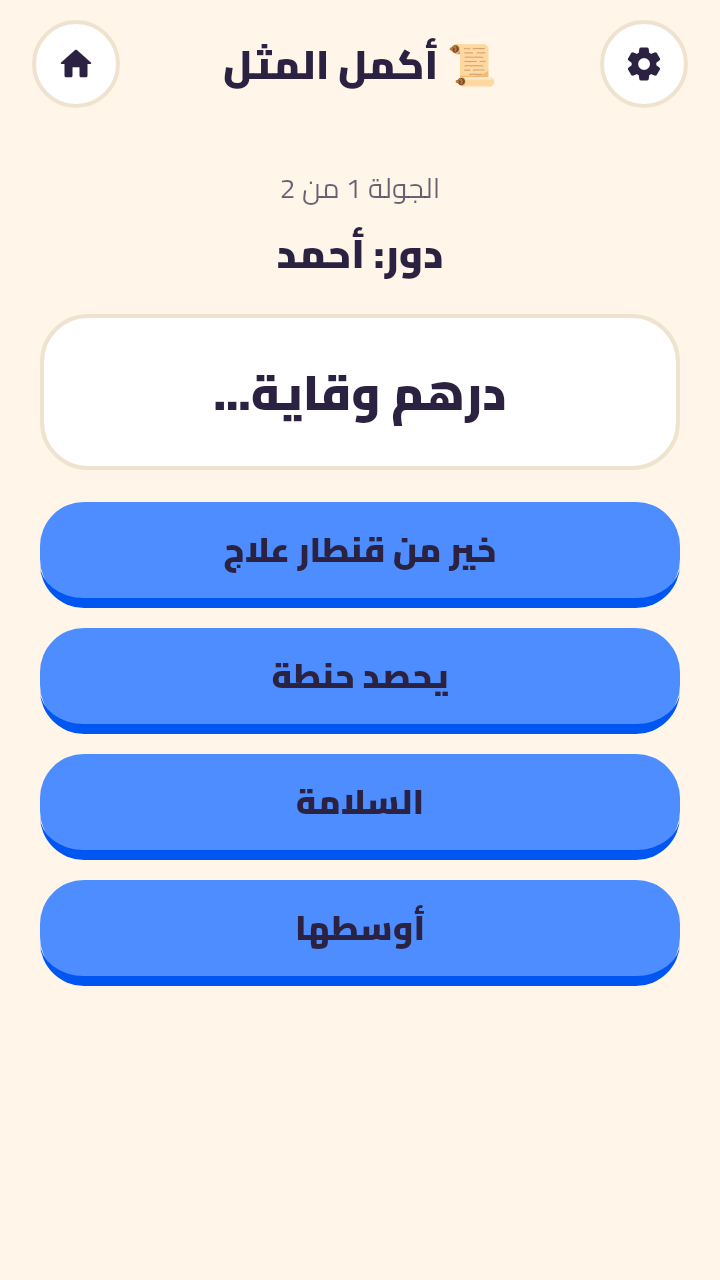 📜 أكمل المثل
الجولة 1 من 2
دور: أحمد
درهم وقاية...
خير من قنطار علاج
يحصد حنطة
السلامة
أوسطها